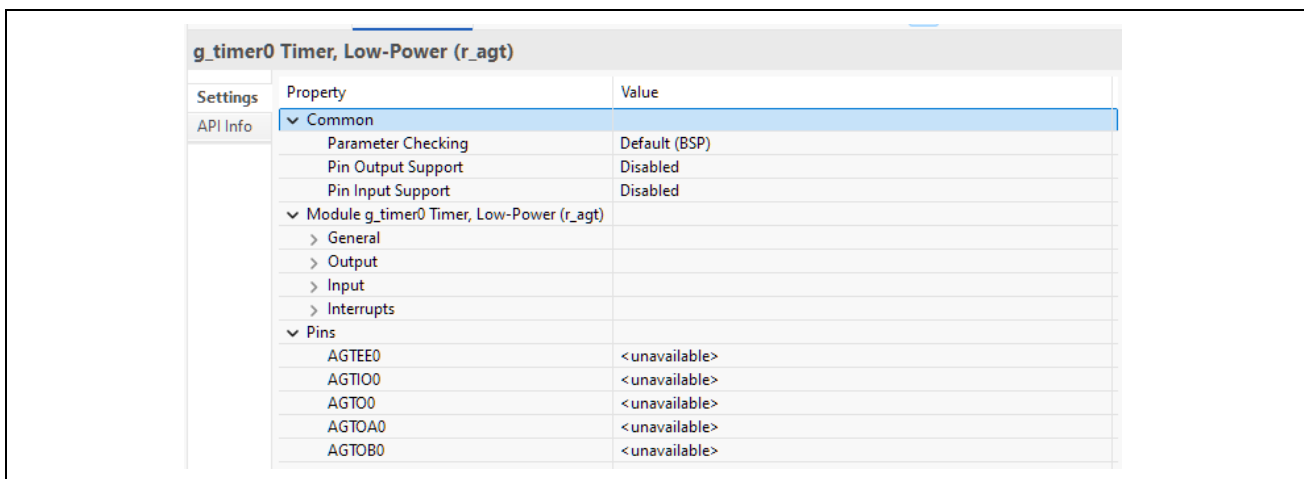 g_timer0 Timer, Low-Power (r_agt)
Settings
API Info
Property Value
Common
Parameter Checking Default (BSP)
Pin Output Support Disabled
Pin Input Support Disabled
Module g_timer0 Timer, Low-Power (r_agt)
General
Output
Input
Interrupts
Pins
AGTEE0 <unavailable>
AGTIO0 <unavailable>
AGTO0 <unavailable>
AGTOA0 <unavailable>
AGTOB0 <unavailable>